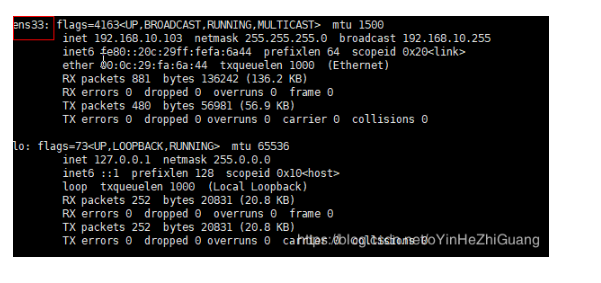 ens33: flags=4163<UP,BROADCAST,RUNNING,MULTICAST>  mtu 1500
inet 192.168.10.103  netmask 255.255.255.0  broadcast 192.168.10.255
inet6 fe80::20c:29ff:fefa:6a44  prefixlen 64  scopeid 0x20<link>
ether 00:0c:29:fa:6a:44  txqueuelen 1000  (Ethernet)
RX packets 881  bytes 136242 (136.2 KB)
RX errors 0  dropped 0  overruns 0  frame 0
TX packets 480  bytes 56981 (56.9 KB)
TX errors 0  dropped 0 overruns 0  carrier 0  collisions 0
lo: flags=73<UP,LOOPBACK,RUNNING>  mtu 65536
inet 127.0.0.1  netmask 255.0.0.0
inet6 ::1  prefixlen 128  scopeid 0x10<host>
loop  txqueuelen 1000  (Local Loopback)
RX packets 252  bytes 20831 (20.8 KB)
RX errors 0  dropped 0  overruns 0  frame 0
TX packets 252  bytes 20831 (20.8 KB)
TX errors 0  dropped 0 overruns 0  carrier 0  collisions 0
https://blog.csdn.net/oYinHeZhiGuang